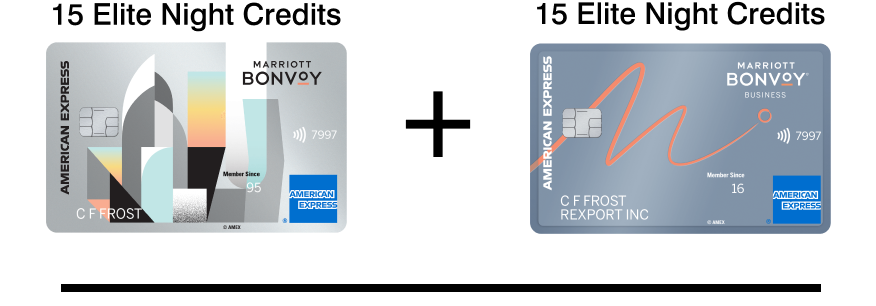 15 Elite Night Credits
15 Elite Night Credits
AMERICAN EXPRESS
MARRIOTT
BONVOY
7997
Member Since
95
C F FROST
AMERICAN
EXPRESS
®
© AMEX
+
AMERICAN EXPRESS
MARRIOTT
BONVOY®
BUSINESS
7997
Member Since
16
C F FROST
REXPORT INC
AMERICAN
EXPRESS
®
© AMEX